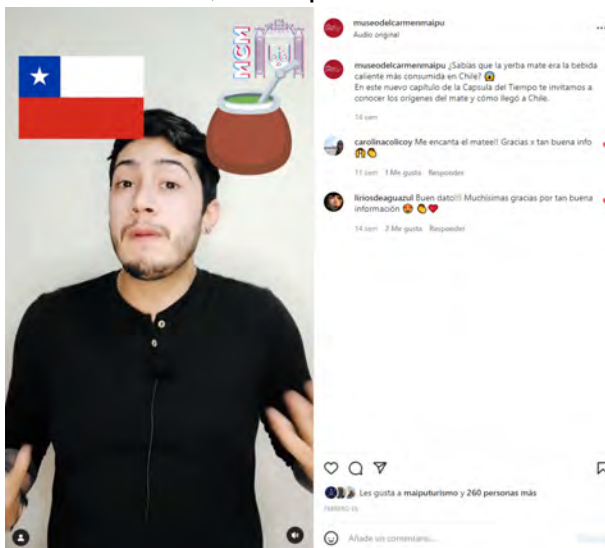 MCM
museodelcarmenmaipu
Audio original
museodelcarmenmaipu ¿Sabías que la yerba mate era la bebida
caliente más consumida en Chile? 😱
En este nuevo capítulo de la Capsula del Tiempo te invitamos a
conocer los orígenes del mate y cómo llegó a Chile.
14 sem
carolinacolicoy Me encanta el matee!! Gracias x tan buena info
11 sem 1 Me gusta Responder
liriosdeaguazul Buen dato!!! Muchísimas gracias por tan buena
información 😍 👏 ❤️
14 sem 2 Me gusta Responder
Les gusta a maiputurismo y 260 personas más
Añade un comentario...